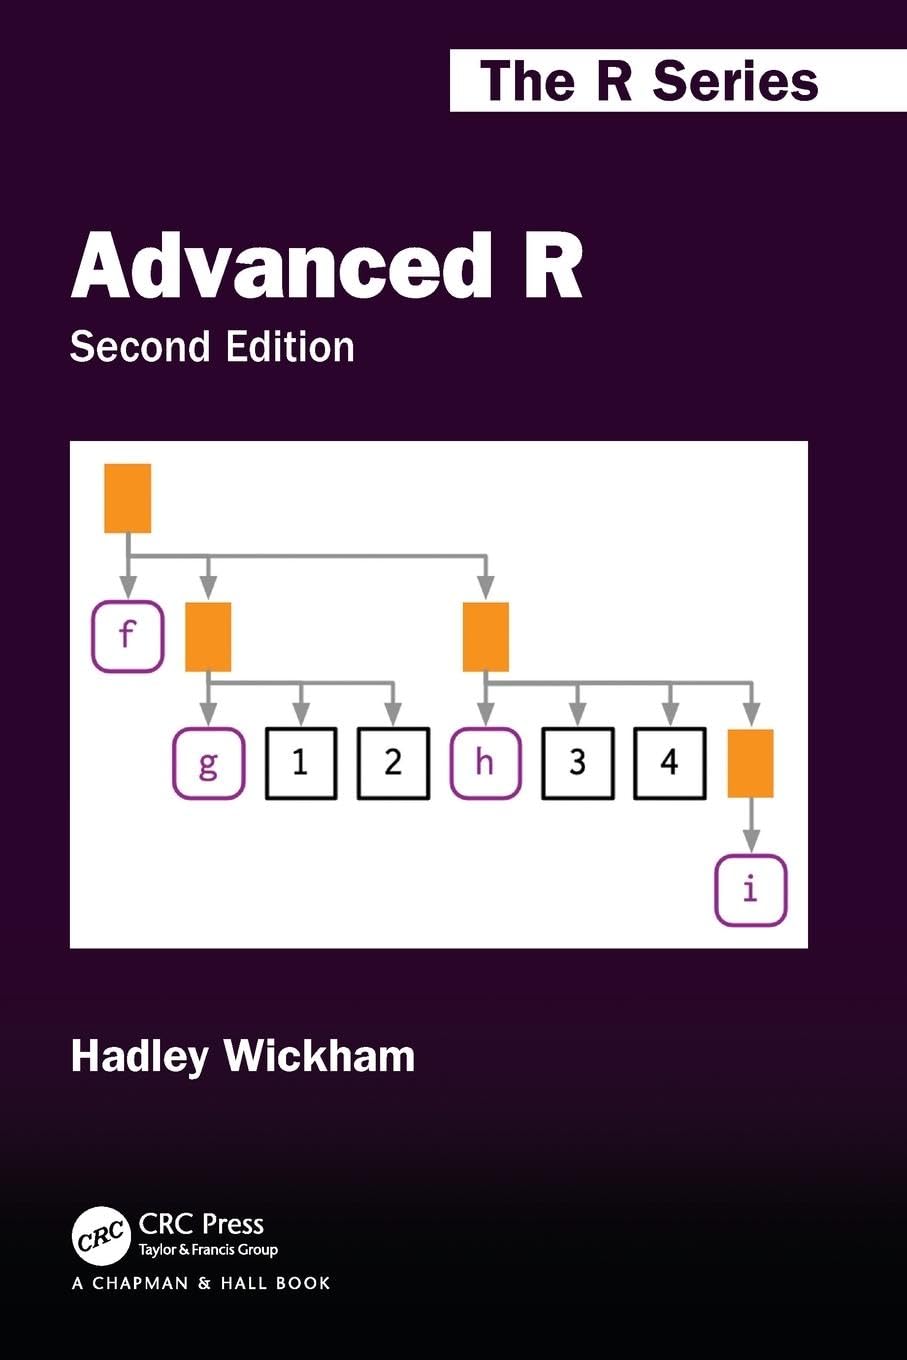 The R Series
Advanced R
Second Edition
f
g 1 2 h 3 4
i
Hadley Wickham
CRC CRC Press
Taylor & Francis Group
A CHAPMAN & HALL BOOK